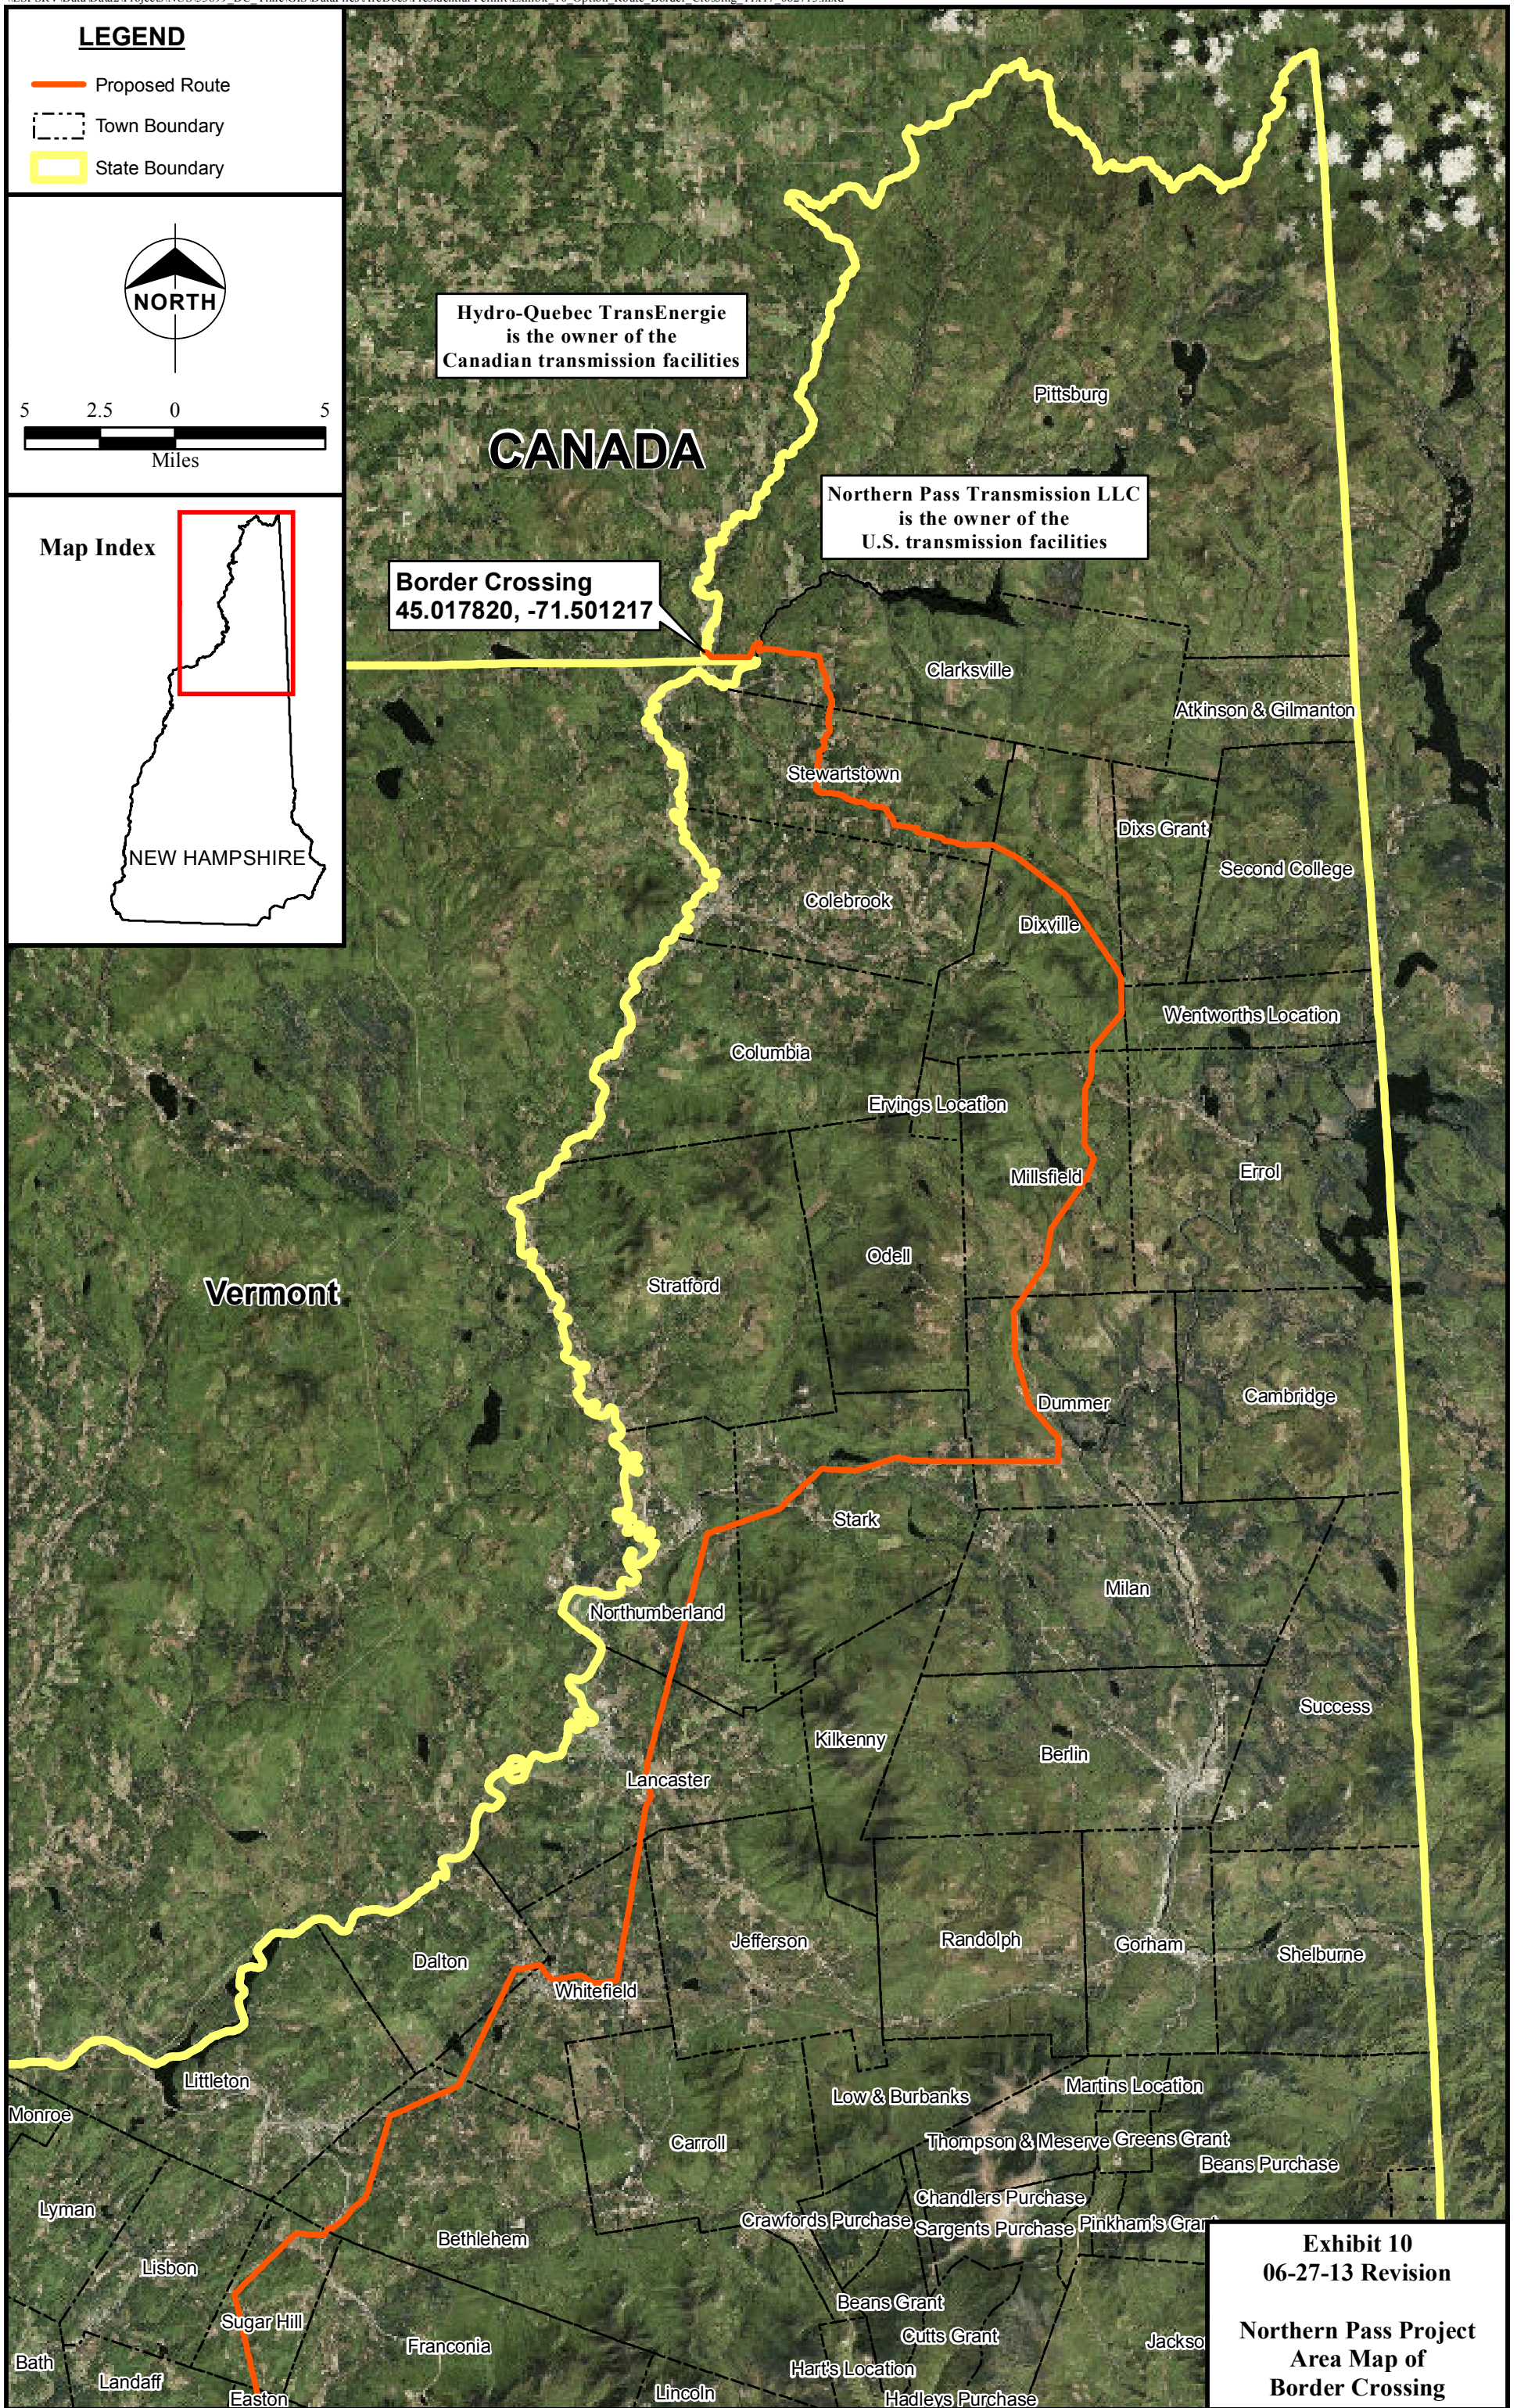 LEGEND
Proposed Route
Town Boundary
State Boundary
NORTH
5 2.5 0 5
Miles
Map Index
NEW HAMPSHIRE
Hydro-Quebec TransEnergie
is the owner of the
Canadian transmission facilities
CANADA
Pittsburg
Northern Pass Transmission LLC
is the owner of the
U.S. transmission facilities
Border Crossing
45.017820, -71.501217
Clarksville
Atkinson & Gilmanton
Stewartstown
Dixs Grant
Second College
Colebrook
Dixville
Wentworths Location
Columbia
Ervings Location
Millsfield
Errol
Odell
Stratford
Vermont
Dummer
Cambridge
Stark
Milan
Northumberland
Success
Kilkenny
Berlin
Lancaster
Jefferson
Randolph
Gorham
Shelburne
Dalton
Whitefield
Littleton
Monroe
Low & Burbanks
Martins Location
Carroll
Thompson & Meserve
Greens Grant
Beans Purchase
Chandlers Purchase
Lyman
Crawfords Purchase
Sargents Purchase
Pinkham's Grant
Bethlehem
Lisbon
Beans Grant
Sugar Hill
Cutts Grant
Franconia
Jackso
Bath
Landaff
Hart's Location
Easton
Lincoln
Hadleys Purchase
Exhibit 10
06-27-13 Revision
Northern Pass Project
Area Map of
Border Crossing